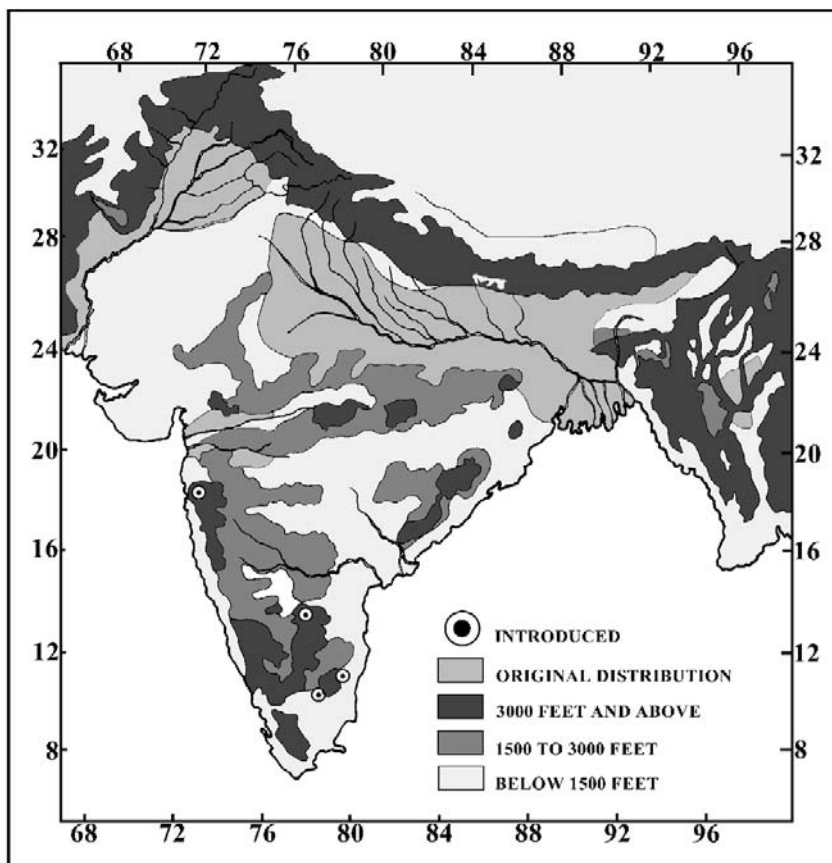 68 72 77 81 84 88 92 96
32 32
28 28
24 24
20 20
16 16
12 12
8 8
INTRODUCED
ORIGINAL DISTRIBUTION
3000 FEET AND ABOVE
1500 TO 3000 FEET
BELOW 1500 FEET
68 72 76 80 84 88 92 96